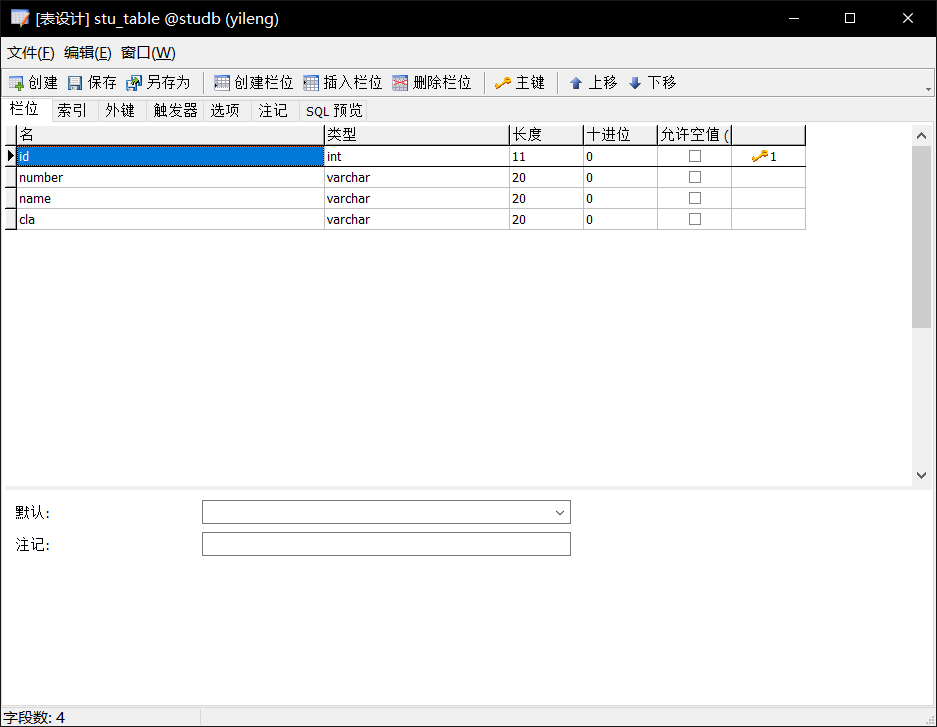 [表设计] stu_table @studb (yileng)
文件(F) 编辑(E) 窗口(W)
创建 保存 另存为 创建栏位 插入栏位 删除栏位 主键 上移 下移
栏位 索引 外键 触发器 选项 注记 SQL 预览
名 类型 长度 十进位 允许空值 (
id int 11 0 1
number varchar 20 0
name varchar 20 0
cla varchar 20 0
默认:
注记:
字段数: 4